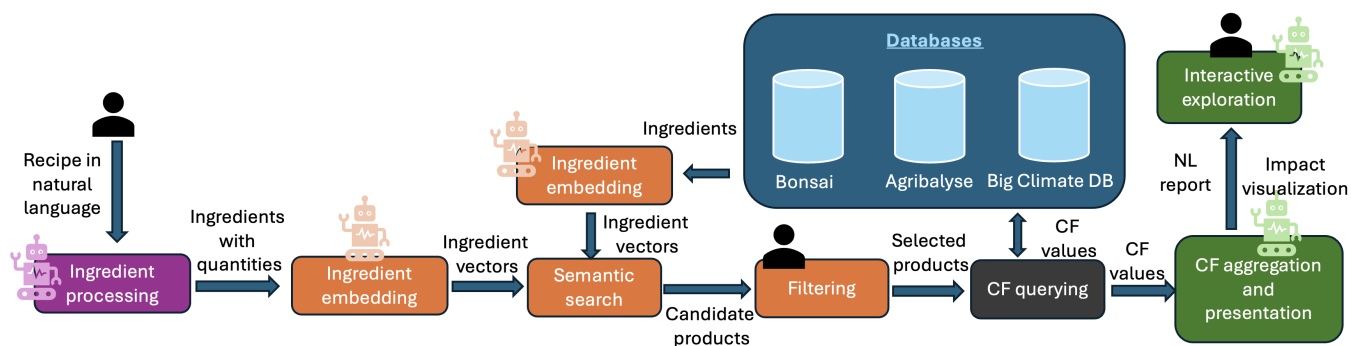 Recipe in
natural
language
Ingredient
processing
Ingredients
with
quantities
Ingredient
embedding
Ingredient
vectors
Ingredient
embedding
Ingredients
Ingredient
vectors
Semantic
search
Candidate
products
Databases
Bonsai
Agribalyse
Big Climate DB
Filtering
Selected
products
CF
values
CF querying
CF
values
CF aggregation
and
presentation
NL
report
Impact
visualization
Interactive
exploration